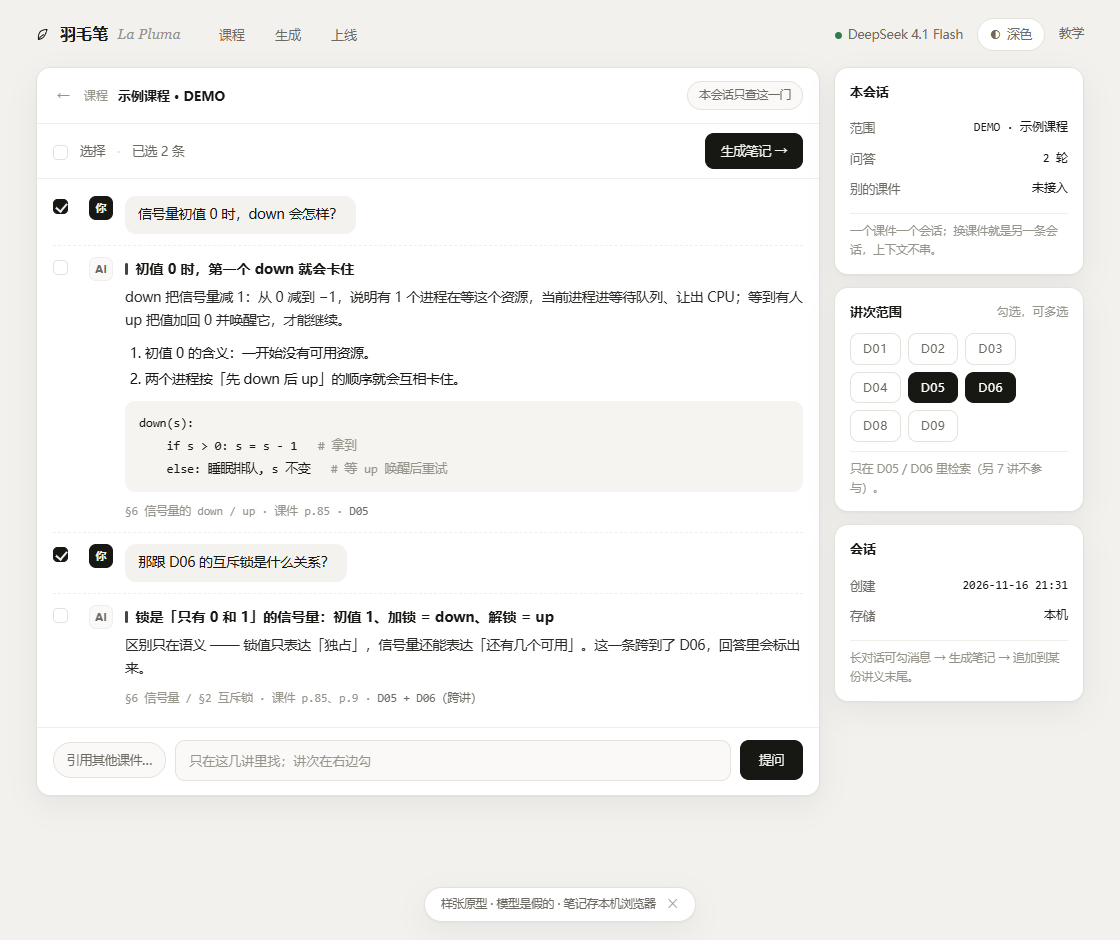 羽毛笔 La Pluma 课程 生成 上线 DeepSeek 4.1 Flash 深色 教学
← 课程 示例课程 • DEMO 本会话只查这一门
选择 · 已选 2 条 生成笔记 →
你 信号量初值 0 时，down 会怎样？
AI 初值 0 时，第一个 down 就会卡住
down 把信号量减 1：从 0 减到 −1，说明有 1 个进程在等这个资源，当前进程进等待队列、让出 CPU；等到有人
up 把值加回 0 并唤醒它，才能继续。
1. 初值 0 的含义：一开始没有可用资源。
2. 两个进程按「先 down 后 up」的顺序就会互相卡住。
down(s):
if s > 0: s = s - 1 # 拿到
else: 睡眠排队, s 不变 # 等 up 唤醒后重试
§6 信号量的 down / up · 课件 p.85 · D05
你 那跟 D06 的互斥锁是什么关系？
AI 锁是「只有 0 和 1」的信号量：初值 1、加锁 = down、解锁 = up
区别只在语义 —— 锁值只表达「独占」，信号量还能表达「还有几个可用」。这一条跨到了 D06，回答里会标出
来。
§6 信号量 / §2 互斥锁 · 课件 p.85、p.9 · D05 + D06（跨讲）
引用其他课件… 只在这几讲里找；讲次在右边勾 提问
本会话
范围 DEMO · 示例课程
问答 2 轮
别的课件 未接入
一个课件一个会话；换课件就是另一条会
话，上下文不串。
讲次范围 勾选，可多选
D01 D02 D03
D04 D05 D06
D08 D09
只在 D05 / D06 里检索（另 7 讲不参
与）。
会话
创建 2026-11-16 21:31
存储 本机
长对话可勾消息 → 生成笔记 → 追加到某
份讲义末尾。
样张原型 · 模型是假的 · 笔记存本机浏览器 ×